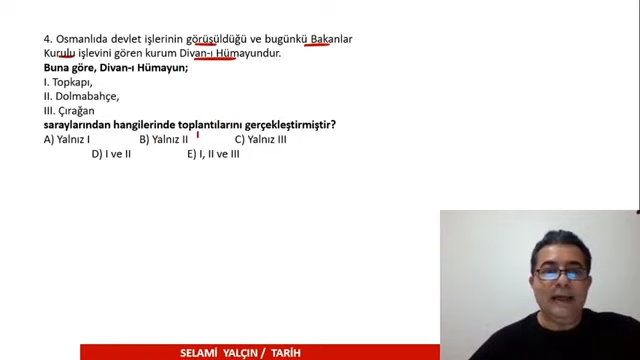 4. Osmanlıda devlet işlerinin görüşüldüğü ve bugünkü Bakanlar
Kurulu işlevini gören kurum Divan-ı Hümayundur.
Buna göre, Divan-ı Hümayun;
I. Topkapı,
II. Dolmabahçe,
III. Çırağan
saraylarından hangilerinde toplantılarını gerçekleştirmiştir?
A) Yalnız I B) Yalnız II C) Yalnız III
D) I ve II E) I, II ve III
SELAMİ YALÇIN / TARİH